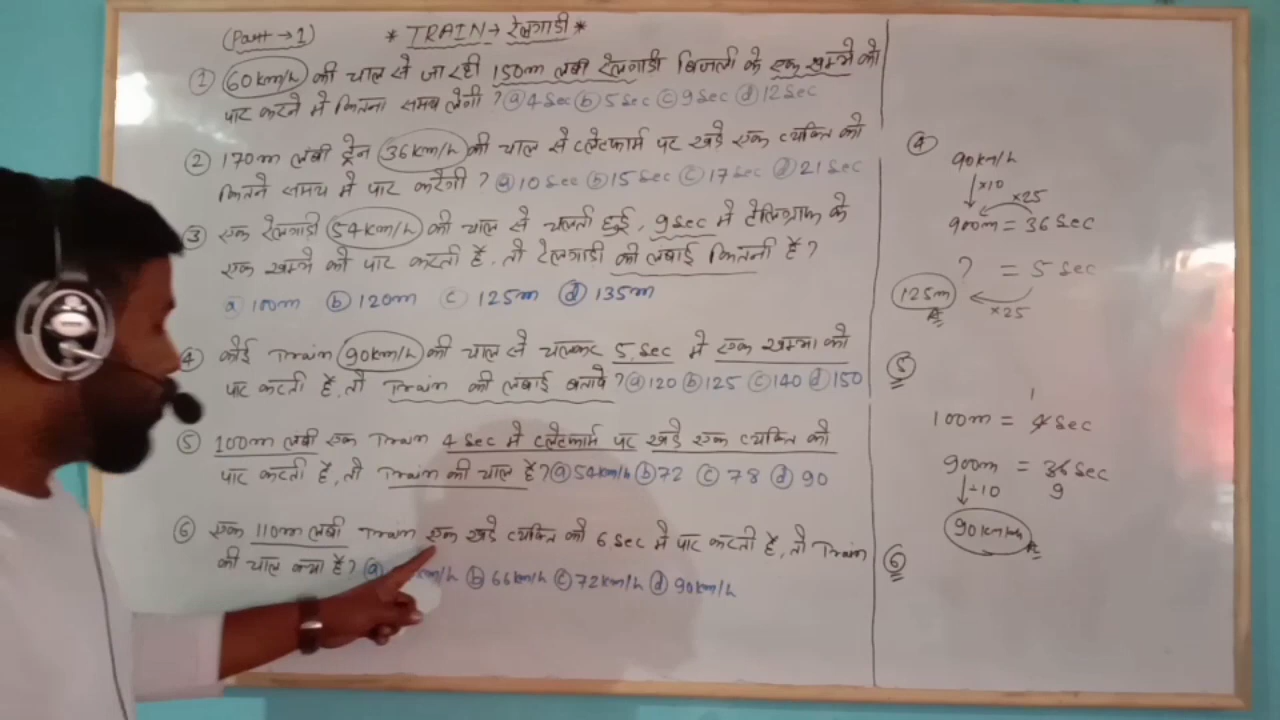 (Part → 1)
* TRAIN → रेलगाडी *
① 60km/h की चाल से जा रही 150m लंबी रेलगाडी बिजली के एक खम्भे को
पार करने में कितना समय लेगी ? ⓐ 4 Sec ⓑ 5 Sec ⓒ 9 Sec ⓓ 12 Sec
② 170m लंबी ट्रेन 36km/h की चाल से प्लेटफार्म पर खडे एक व्यक्ति को
कितने समय में पार करेगी ? ⓐ 10 Sec ⓑ 15 Sec ⓒ 17 Sec ⓓ 21 Sec
③ एक रेलगाडी 54km/h की चाल से चलती हुई, 9 Sec में टेलिग्राफ के
एक खम्भे को पार करती है, तो रेलगाडी की लंबाई कितनी है ?
ⓐ 100m ⓑ 120m ⓒ 125m ⓓ 135m
④ कोई Train 90km/h की चाल से चलकर 5 Sec में एक खम्भा को
पार करती है, तो Train की लंबाई बतावे ? ⓐ 120 ⓑ 125 ⓒ 140 ⓓ 150
⑤ 100m लंबी एक Train 4 Sec में प्लेटफार्म पर खडे एक व्यक्ति को
पार करती है, तो Train की चाल है ? ⓐ 54km/h ⓑ 72 ⓒ 78 ⓓ 90
⑥ एक 110m लंबी Train एक खडे व्यक्ति को 6 Sec में पार करती है, तो Train
की चाल क्या है ? ⓐ km/h ⓑ 66km/h ⓒ 72km/h ⓓ 90km/h
④
90km/h
↓×10
×25
900m = 36 Sec
? = 5 Sec
125m
×25
⑤
1
100m = 4 Sec
900m = 36 Sec
↓÷10 9
90km/h
⑥